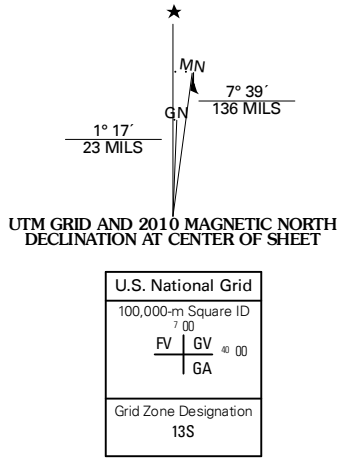 MN
GN
7° 39´
136 MILS
1° 17´
23 MILS
UTM GRID AND 2010 MAGNETIC NORTH
DECLINATION AT CENTER OF SHEET
U.S. National Grid
100,000-m Square ID
7 00
FV GV 40 00
GA
Grid Zone Designation
13S